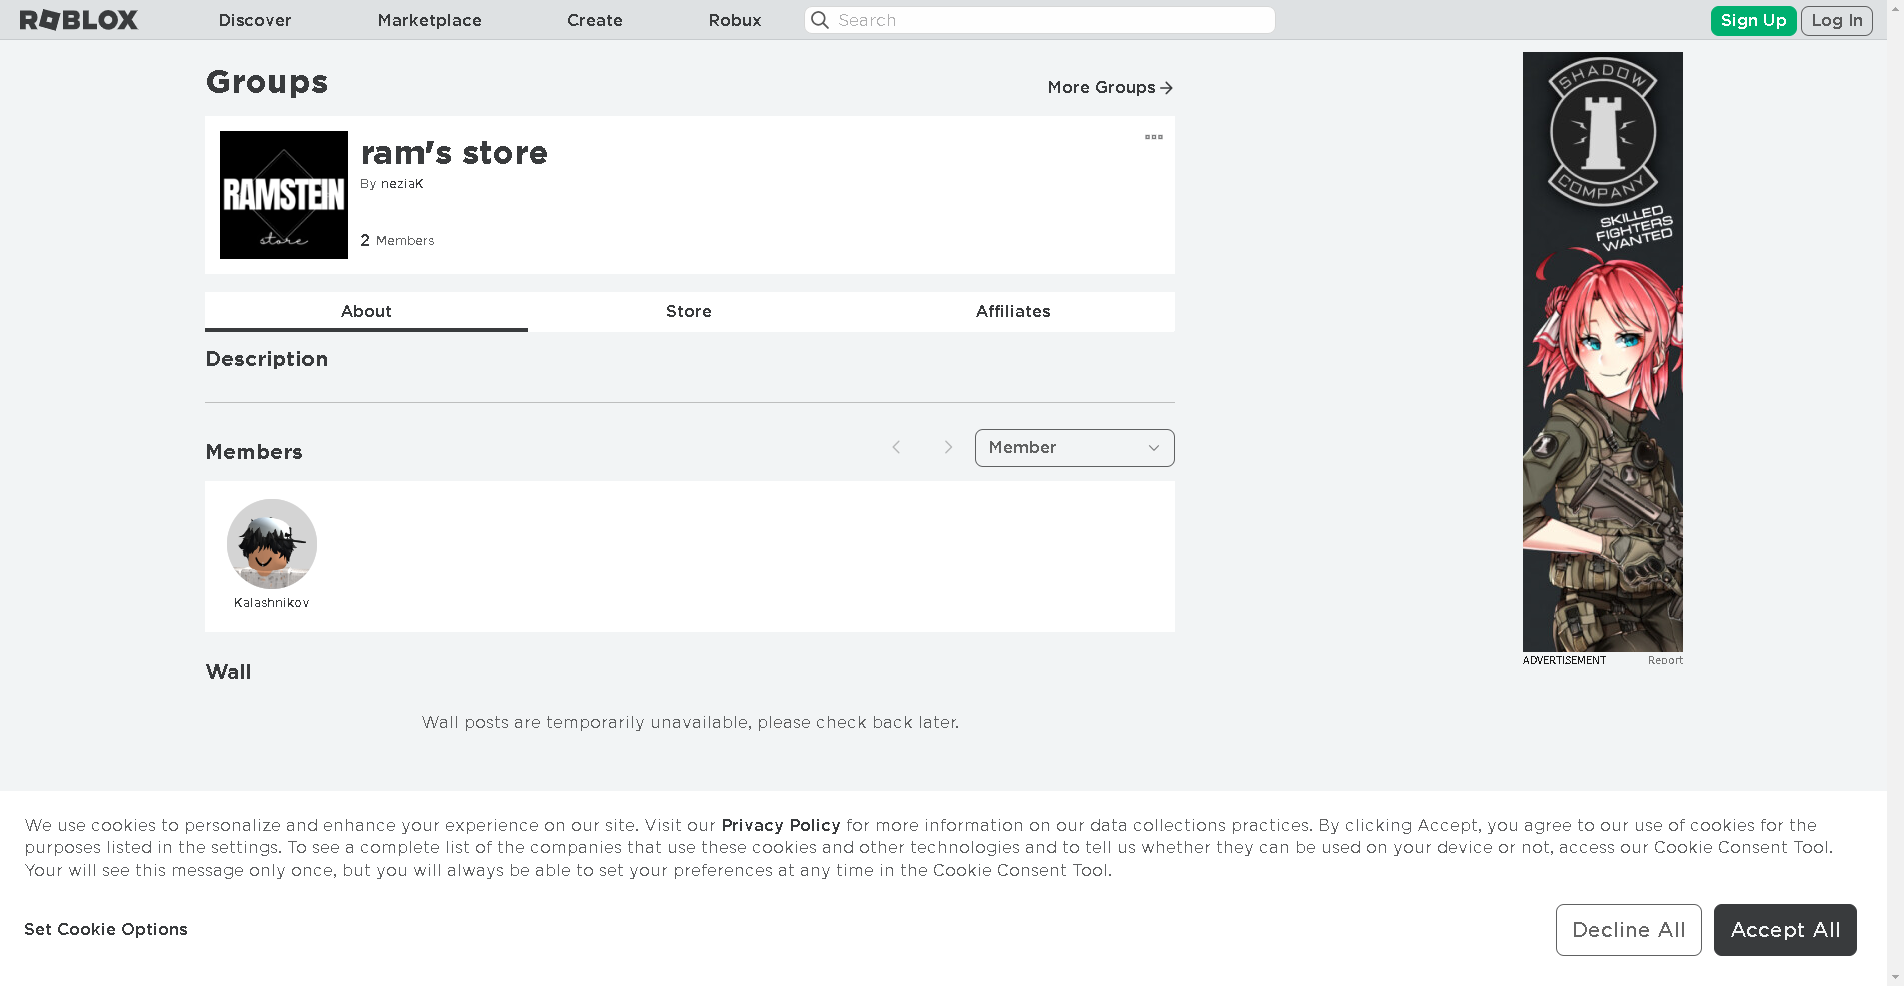 ROBLOX
Discover
Marketplace
Create
Robux
Search
Sign Up
Log In
Groups
More Groups
RAMSTEIN
store
ram's store
By neziaK
2 Members
About
Store
Affiliates
Description
Members
Member
Kalashnikov
Wall
Wall posts are temporarily unavailable, please check back later.
SHADOW
COMPANY
SKILLED
FIGHTERS
WANTED
ADVERTISEMENT
Report
We use cookies to personalize and enhance your experience on our site. Visit our Privacy Policy for more information on our data collections practices. By clicking Accept, you agree to our use of cookies for the
purposes listed in the settings. To see a complete list of the companies that use these cookies and other technologies and to tell us whether they can be used on your device or not, access our Cookie Consent Tool.
Your will see this message only once, but you will always be able to set your preferences at any time in the Cookie Consent Tool.
Set Cookie Options
Decline All
Accept All